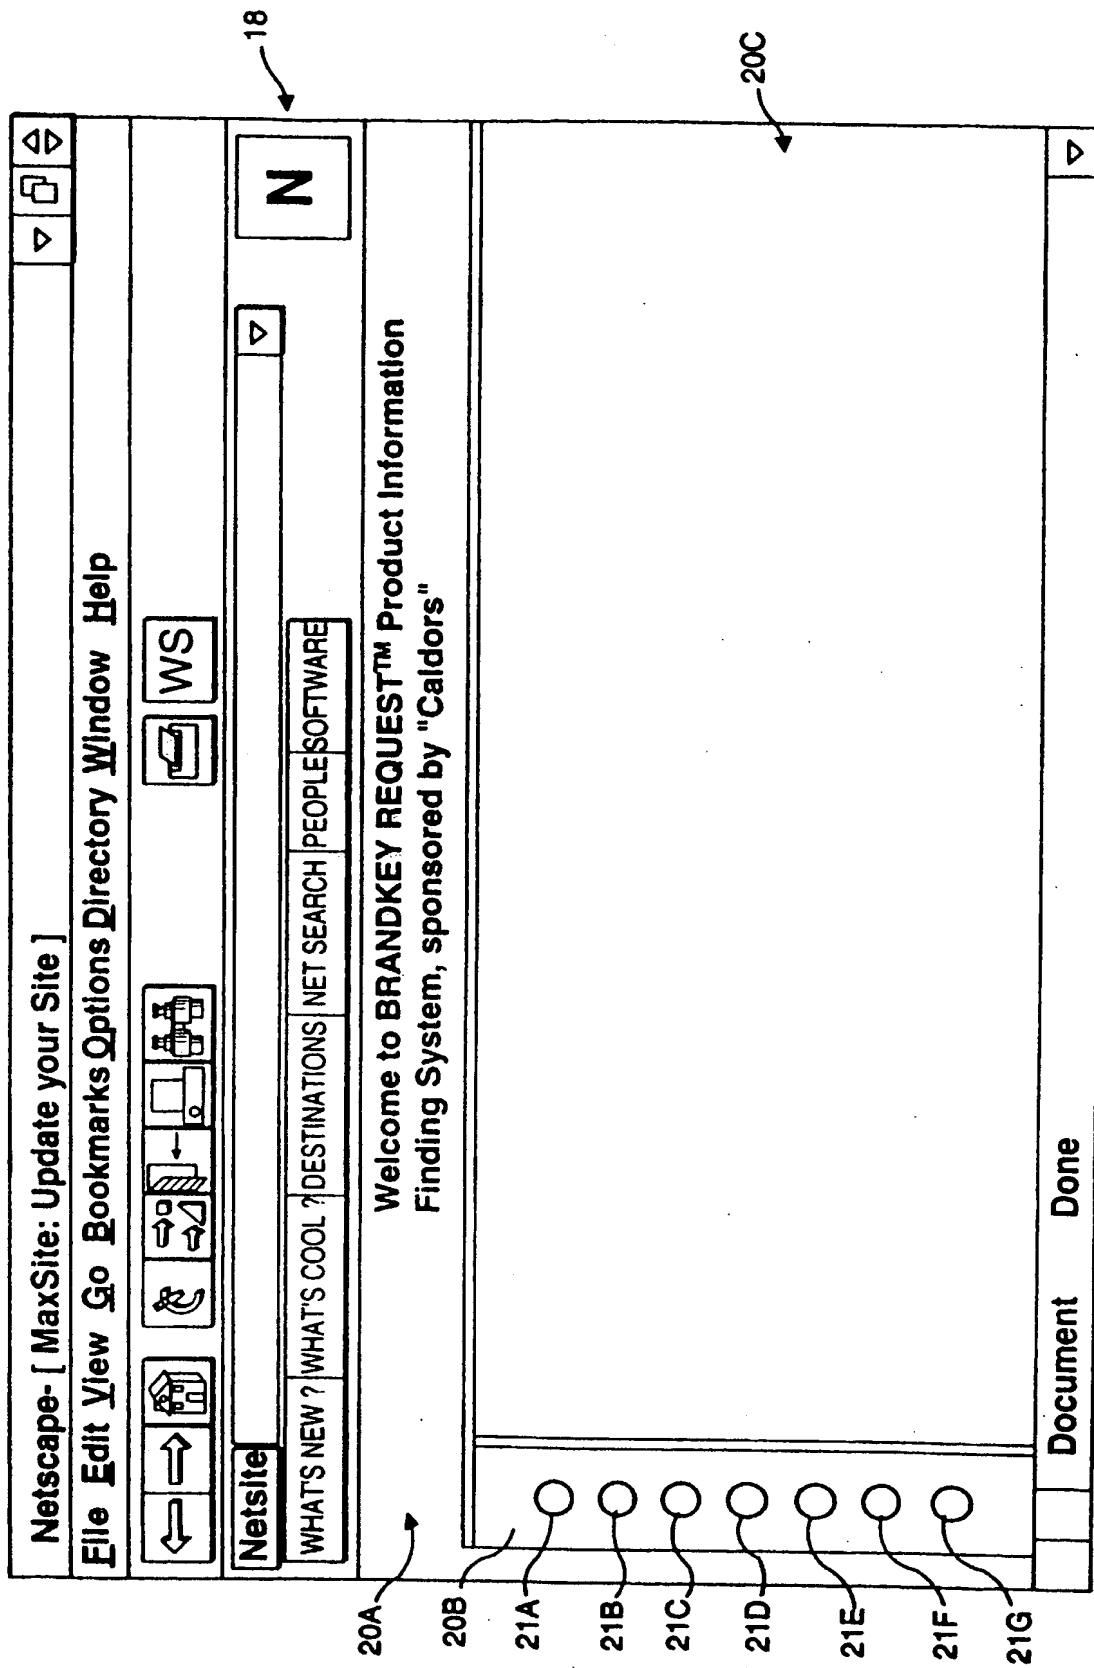 Netscape- [ MaxSite: Update your Site ]
File Edit View Go Bookmarks Options Directory Window Help
WS
Netsite
N
18
WHAT'S NEW ? WHAT'S COOL ? DESTINATIONS NET SEARCH PEOPLE SOFTWARE
Welcome to BRANDKEY REQUEST™ Product Information
Finding System, sponsored by "Caldors"
20A
20B
20C
21A
21B
21C
21D
21E
21F
21G
Document Done